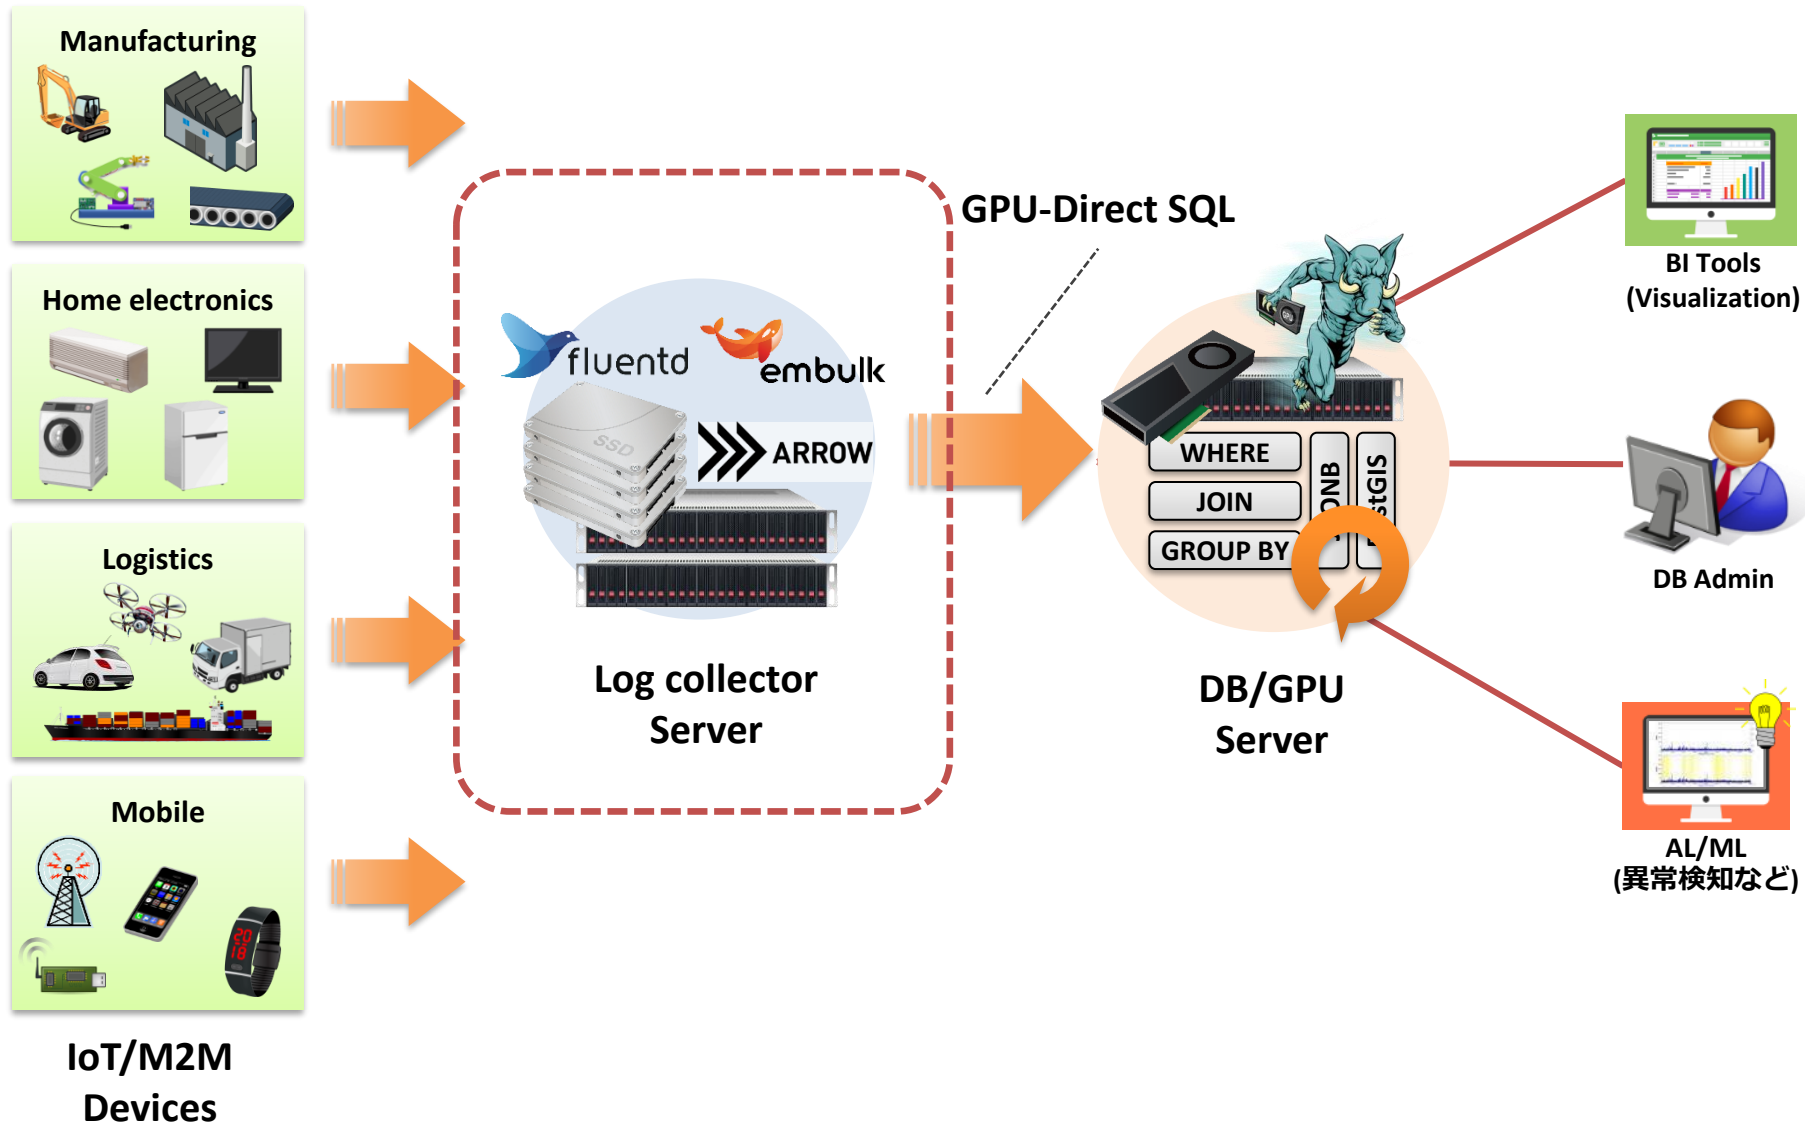 Manufacturing
Home electronics
Logistics
Mobile
IoT/M2M
Devices
fluentd
embulk
SSD
ARROW
Log collector
Server
GPU-Direct SQL
WHERE
JOIN
GROUP BY
DB/GPU
Server
BI Tools
(Visualization)
DB Admin
AL/ML
(異常検知など)